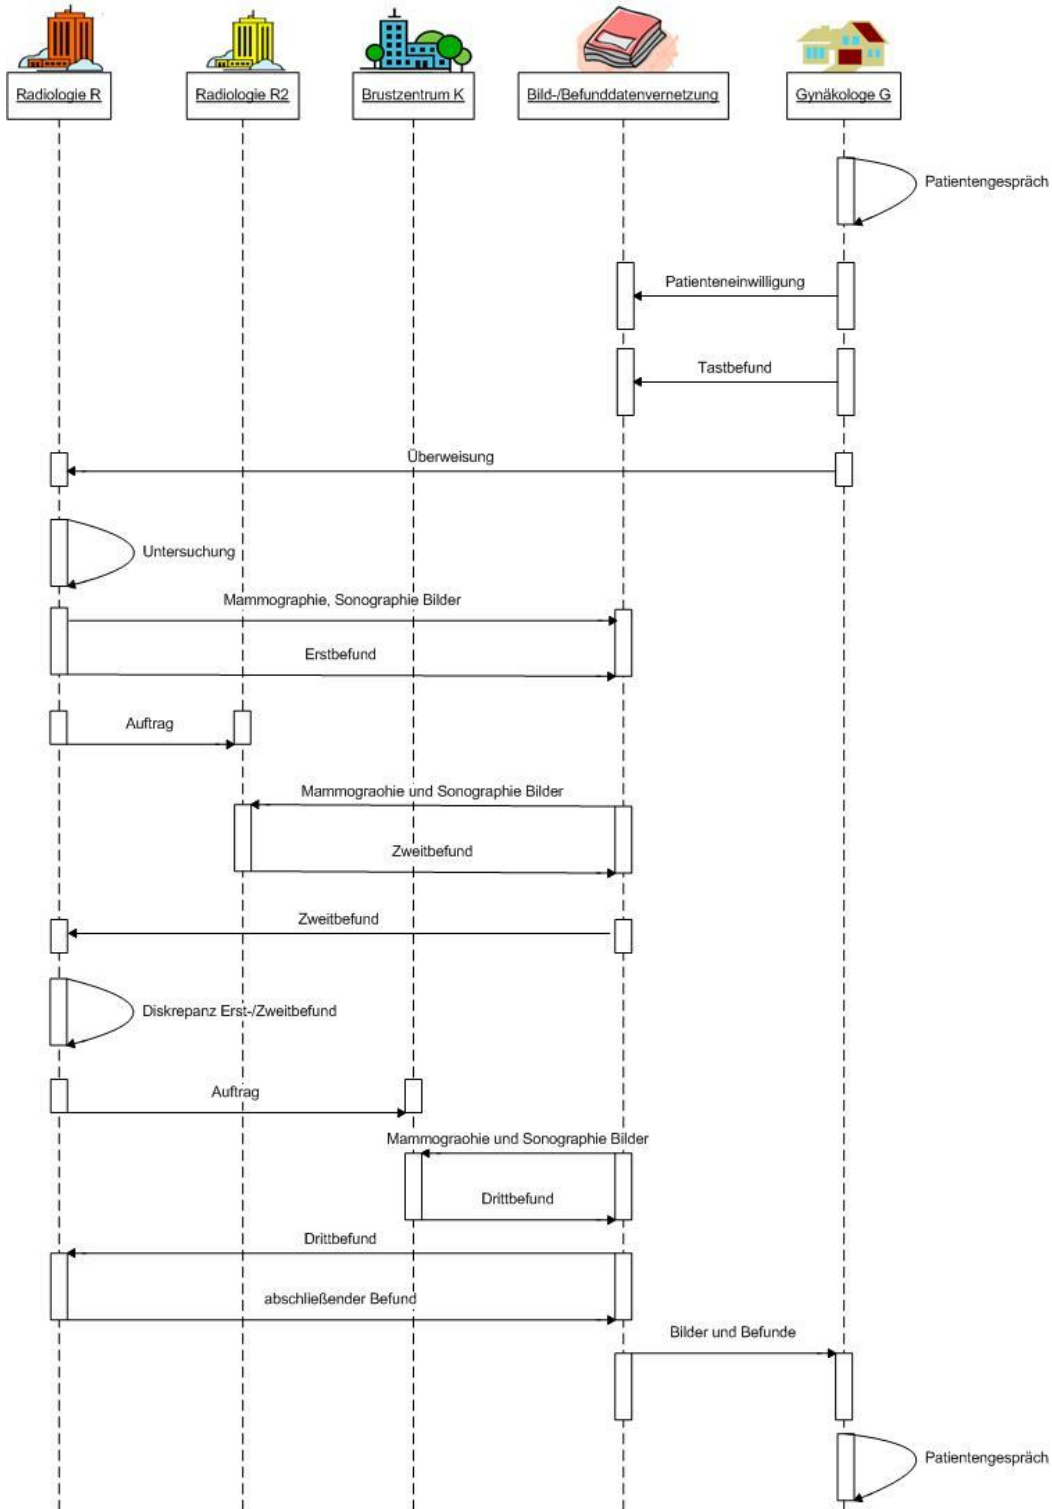 Radiologie R
Radiologie R2
Brustzentrum K
Bild-/Befunddatenvernetzung
Gynäkologe G
Patientengespräch
Patienteneinwilligung
Tastbefund
Überweisung
Untersuchung
Mammographie, Sonographie Bilder
Erstbefund
Auftrag
Mammograohie und Sonographie Bilder
Zweitbefund
Zweitbefund
Diskrepanz Erst-/Zweitbefund
Auftrag
Mammograohie und Sonographie Bilder
Drittbefund
Drittbefund
abschließender Befund
Bilder und Befunde
Patientengespräch